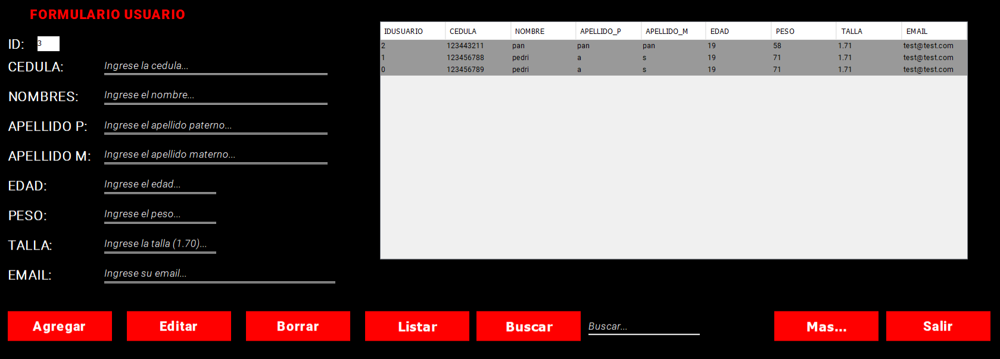 FORMULARIO USUARIO
ID: 3
CEDULA: Ingrese la cedula...
NOMBRES: Ingrese el nombre...
APELLIDO P: Ingrese el apellido paterno...
APELLIDO M: Ingrese el apellido materno...
EDAD: Ingrese el edad...
PESO: Ingrese el peso...
TALLA: Ingrese la talla (1.70)...
EMAIL: Ingrese su email...
IDUSUARIO CEDULA NOMBRE APELLIDO_P APELLIDO_M EDAD PESO TALLA EMAIL
2 123443211 pan pan pan 19 58 1.71 test@test.com
1 123456788 pedri a s 19 71 1.71 test@test.com
0 123456789 pedri a s 19 71 1.71 test@test.com
Agregar Editar Borrar Listar Buscar Buscar... Mas... Salir